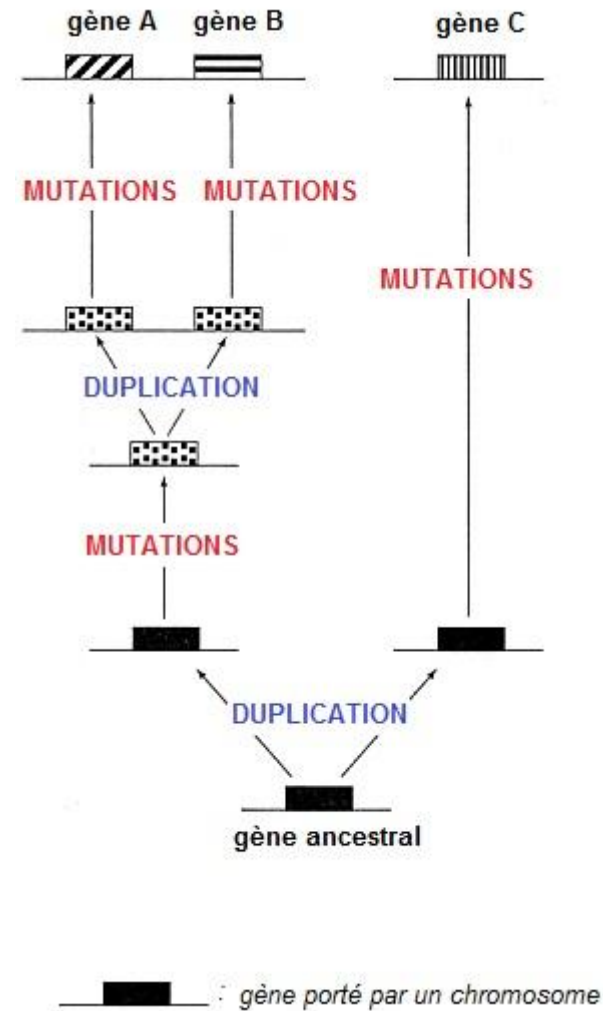 gène A gène B gène C
MUTATIONS MUTATIONS
MUTATIONS
DUPLICATION
MUTATIONS
DUPLICATION
gène ancestral
: gène porté par un chromosome